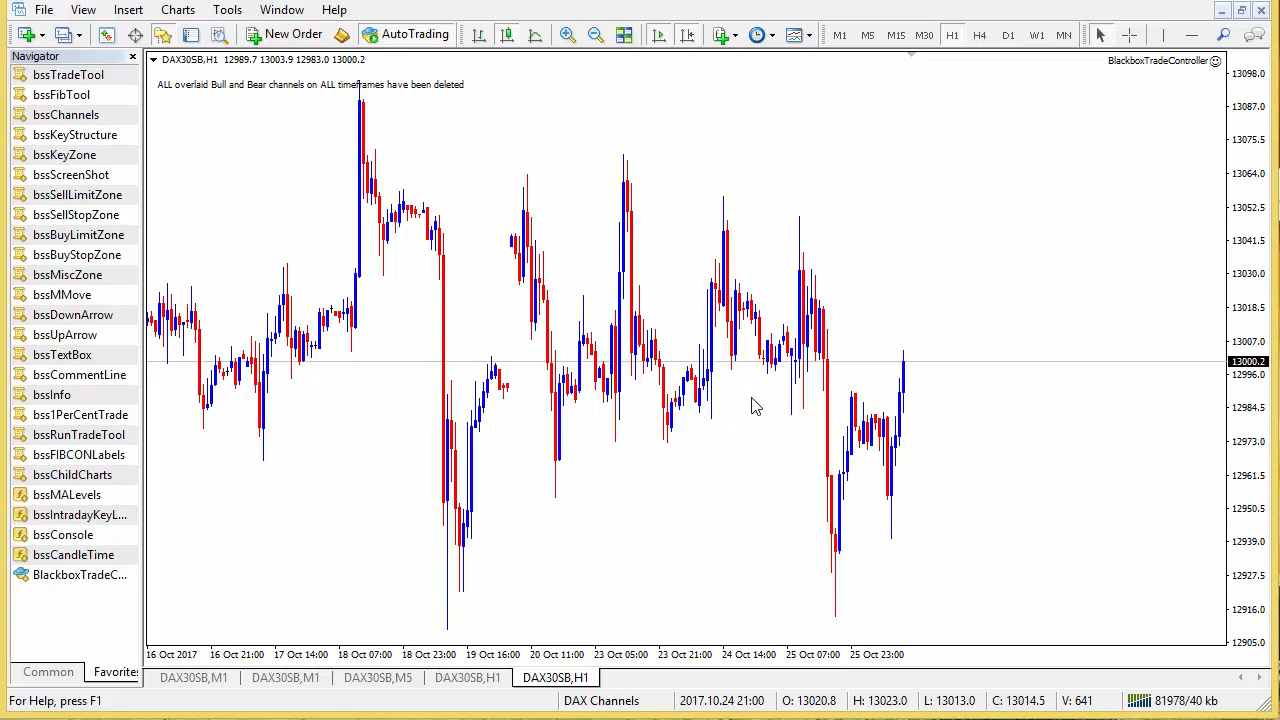 File View Insert Charts Tools Window Help
New Order AutoTrading M1 M5 M15 M30 H1 H4 D1 W1 MN
Navigator
bssTradeTool
bssFibTool
bssChannels
bssKeyStructure
bssKeyZone
bssScreenShot
bssSellLimitZone
bssSellStopZone
bssBuyLimitZone
bssBuyStopZone
bssMiscZone
bssMMove
bssDownArrow
bssUpArrow
bssTextBox
bssCommentLine
bssInfo
bss1PerCentTrade
bssRunTradeTool
bssFIBCONLabels
bssChildCharts
bssMALevels
bssIntradayKeyL...
bssConsole
bssCandleTime
BlackboxTradeC...
Common Favorites
DAX30SB,H1 12989.7 13003.9 12983.0 13000.2
BlackboxTradeController
ALL overlaid Bull and Bear channels on ALL timeframes have been deleted
13098.0
13087.0
13075.5
13064.0
13052.5
13041.5
13030.0
13018.5
13007.0
13000.2
12996.0
12984.5
12973.0
12961.5
12950.5
12939.0
12927.5
12916.0
12905.0
16 Oct 2017 16 Oct 21:00 17 Oct 14:00 18 Oct 07:00 18 Oct 23:00 19 Oct 16:00 20 Oct 11:00 23 Oct 05:00 23 Oct 21:00 24 Oct 14:00 25 Oct 07:00 25 Oct 23:00
DAX30SB,M1 DAX30SB,M1 DAX30SB,M5 DAX30SB,H1 DAX30SB,H1
For Help, press F1 DAX Channels 2017.10.24 21:00 O: 13020.8 H: 13023.0 L: 13013.0 C: 13014.5 V: 641 81978/40 kb